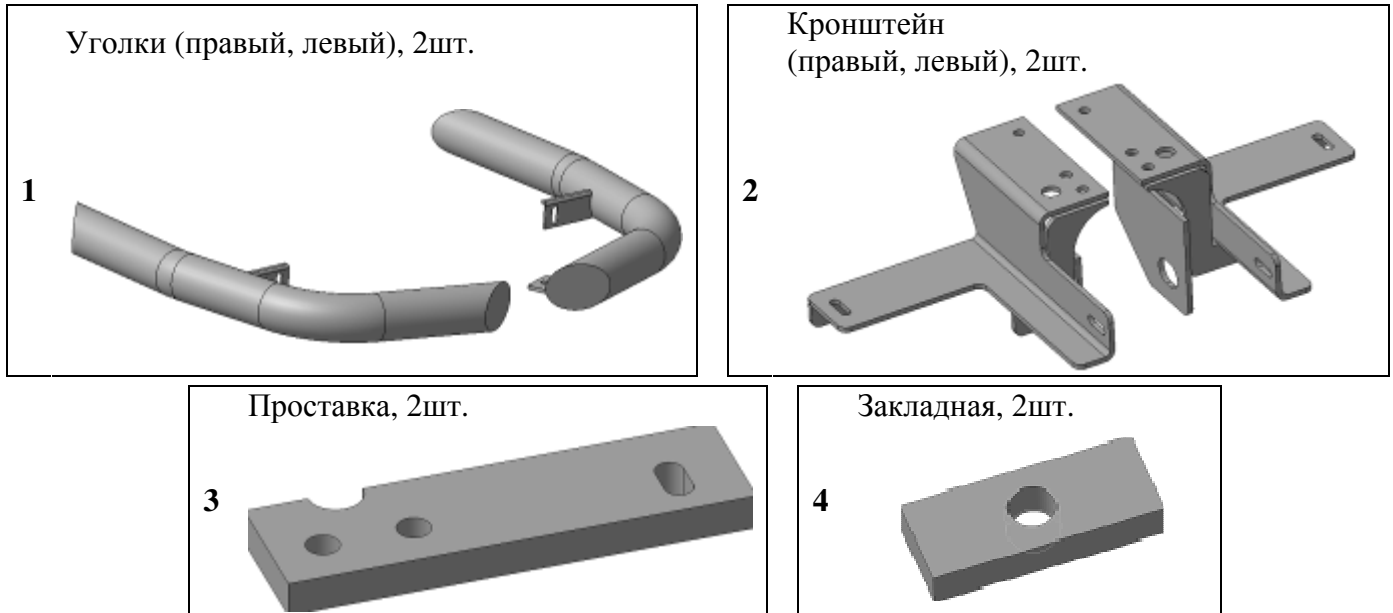 Уголки (правый, левый), 2шт.
1
Кронштейн
(правый, левый), 2шт.
2
Проставка, 2шт.
3
Закладная, 2шт.
4